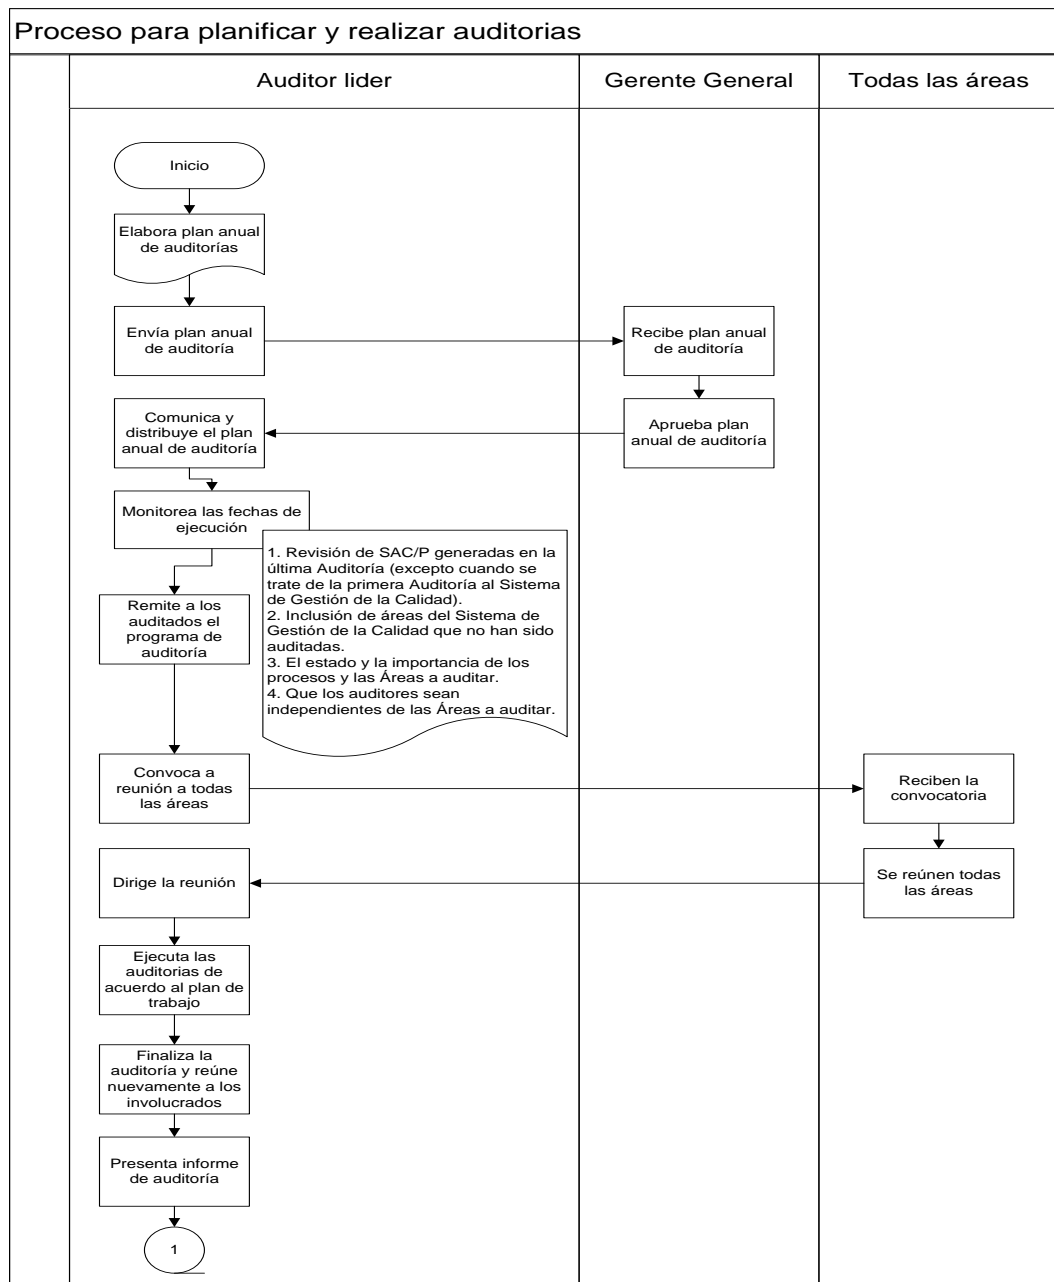 Proceso para planificar y realizar auditorias
Auditor lider
Gerente General
Todas las áreas
Inicio
Elabora plan anual
de auditorías
Envía plan anual
de auditoría
Recibe plan anual
de auditoría
Comunica y
distribuye el plan
anual de auditoría
Aprueba plan
anual de auditoría
Monitorea las fechas de
ejecución
1. Revisión de SAC/P generadas en la
última Auditoría (excepto cuando se
trate de la primera Auditoría al Sistema
de Gestión de la Calidad).
2. Inclusión de áreas del Sistema de
Gestión de la Calidad que no han sido
auditadas.
3. El estado y la importancia de los
procesos y las Áreas a auditar.
4. Que los auditores sean
independientes de las Áreas a auditar.
Remite a los
auditados el
programa de
auditoría
Convoca a
reunión a todas
las áreas
Reciben la
convocatoria
Dirige la reunión
Se reúnen todas
las áreas
Ejecuta las
auditorias de
acuerdo al plan de
trabajo
Finaliza la
auditoría y reúne
nuevamente a los
involucrados
Presenta informe
de auditoría
1